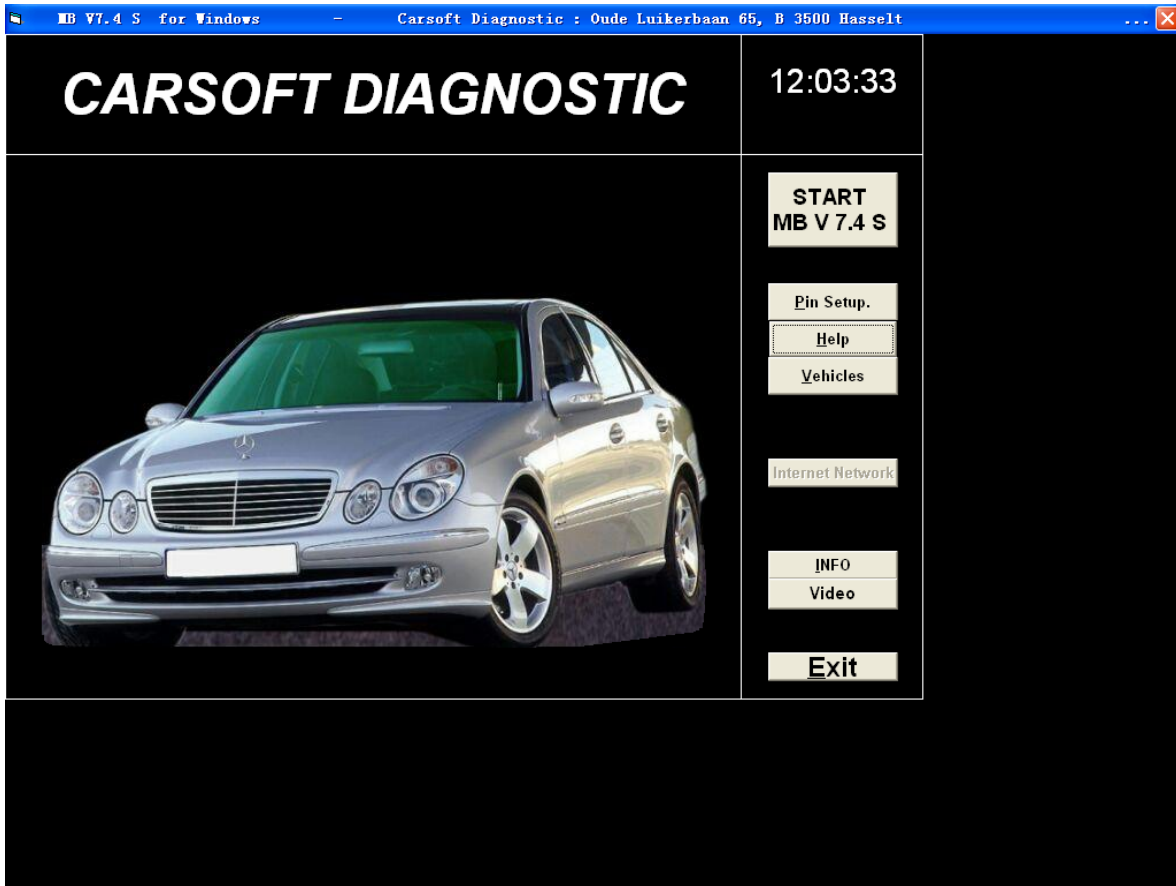 MB V7.4 S for Windows - Carsoft Diagnostic : Oude Luikerbaan 65, B 3500 Hasselt ...
CARSOFT DIAGNOSTIC
12:03:33
START
MB V 7.4 S
Pin Setup.
Help
Vehicles
Internet Network
INFO
Video
Exit